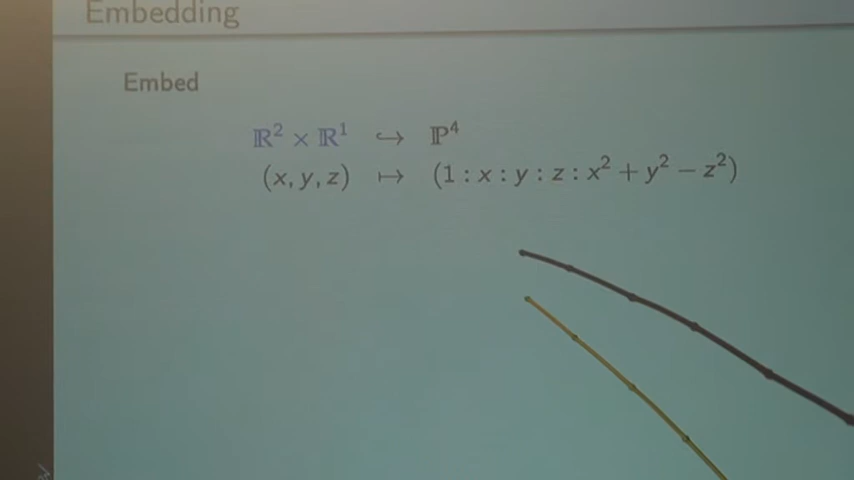 Embedding
Embed
ℝ² × ℝ¹ ↪ ℙ⁴
(x, y, z) ↦ (1 : x : y : z : x² + y² − z²)